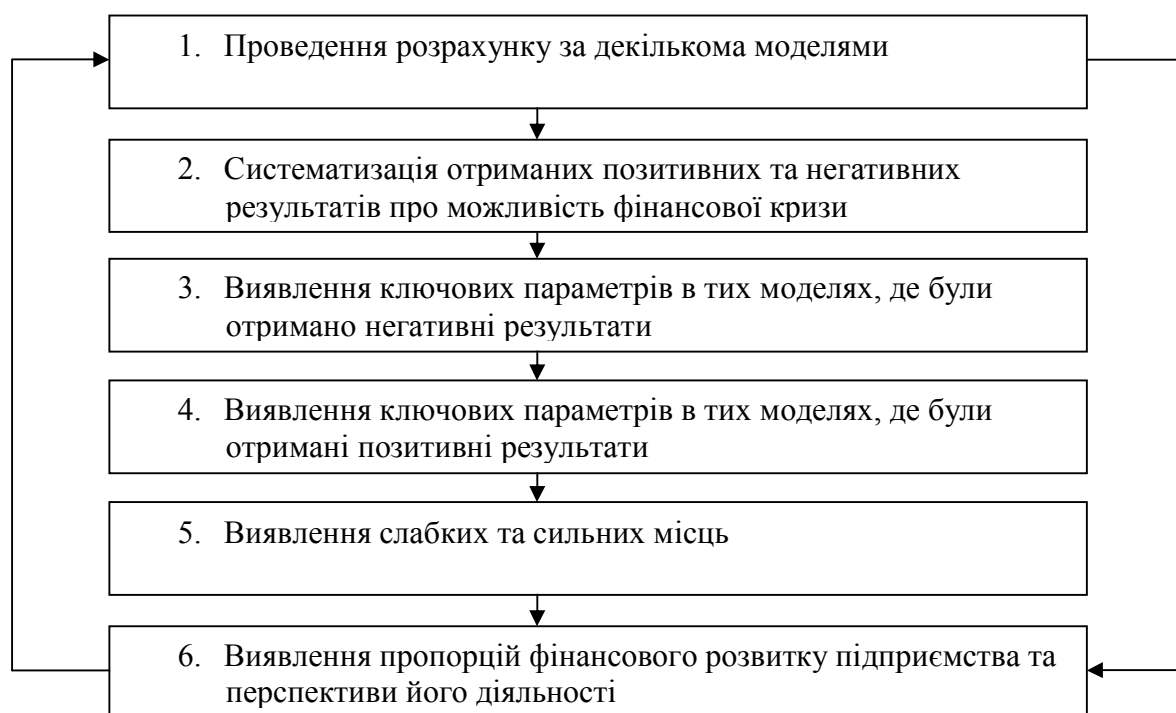 1. Проведення розрахунку за декількома моделями
2. Систематизація отриманих позитивних та негативних
результатів про можливість фінансової кризи
3. Виявлення ключових параметрів в тих моделях, де були
отримано негативні результати
4. Виявлення ключових параметрів в тих моделях, де були
отримані позитивні результати
5. Виявлення слабких та сильних місць
6. Виявлення пропорцій фінансового розвитку підприємства та
перспективи його діяльності